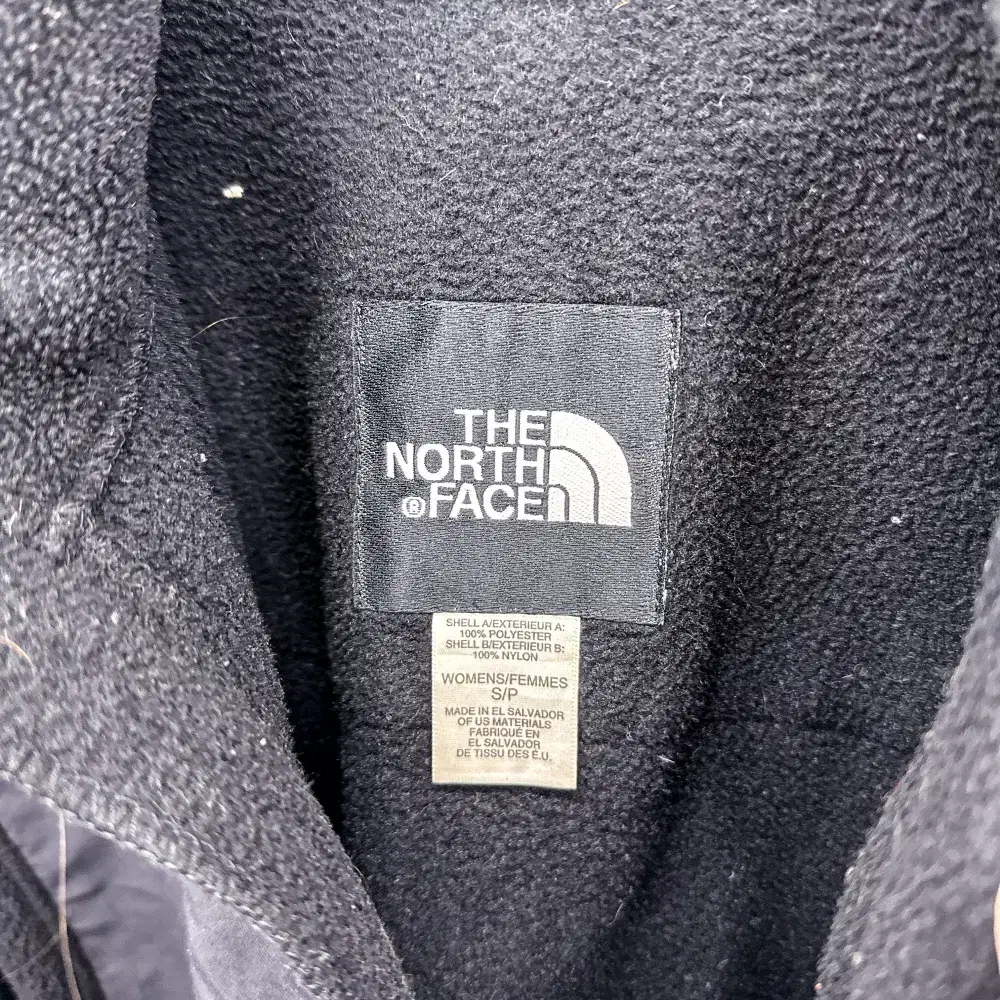 THE
NORTH
®FACE
SHELL A/EXTERIEUR A:
100% POLYESTER
SHELL B/EXTERIEUR B:
100% NYLON
WOMENS/FEMMES
S/P
MADE IN EL SALVADOR
OF US MATERIALS
FABRIQUÉ EN
EL SALVADOR
DE TISSU DES É.U.